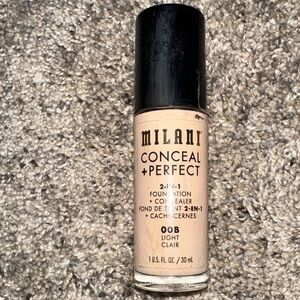 MILANI
CONCEAL
+PERFECT
2-IN-1
FOUNDATION
+ CONCEALER
FOND DE TEINT 2-EN-1
+ CACHE-CERNES
00B
LIGHT
CLAIR
1 U.S. FL. OZ. / 30 mL